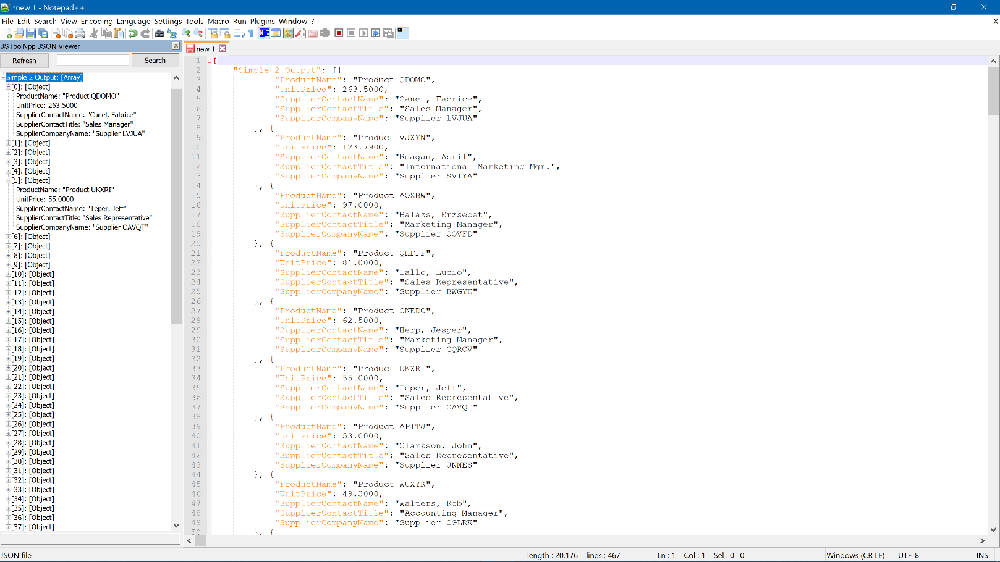 *new 1 - Notepad++
File Edit Search View Encoding Language Settings Tools Macro Run Plugins Window ?
X
JSToolNpp JSON Viewer
Refresh
Search
Simple 2 Output: [Array]
[0]: [Object]
ProductName: "Product QDOMO"
UnitPrice: 263.5000
SupplierContactName: "Canel, Fabrice"
SupplierContactTitle: "Sales Manager"
SupplierCompanyName: "Supplier LVJUA"
[1]: [Object]
[2]: [Object]
[3]: [Object]
[4]: [Object]
[5]: [Object]
ProductName: "Product UKXRI"
UnitPrice: 55.0000
SupplierContactName: "Teper, Jeff"
SupplierContactTitle: "Sales Representative"
SupplierCompanyName: "Supplier OAVQT"
[6]: [Object]
[7]: [Object]
[8]: [Object]
[9]: [Object]
[10]: [Object]
[11]: [Object]
[12]: [Object]
[13]: [Object]
[14]: [Object]
[15]: [Object]
[16]: [Object]
[17]: [Object]
[18]: [Object]
[19]: [Object]
[20]: [Object]
[21]: [Object]
[22]: [Object]
[23]: [Object]
[24]: [Object]
[25]: [Object]
[26]: [Object]
[27]: [Object]
[28]: [Object]
[29]: [Object]
[30]: [Object]
[31]: [Object]
[32]: [Object]
[33]: [Object]
[34]: [Object]
[35]: [Object]
[36]: [Object]
[37]: [Object]
new 1
1 {
2 "Simple 2 Output": [{
3 "ProductName": "Product QDOMO",
4 "UnitPrice": 263.5000,
5 "SupplierContactName": "Canel, Fabrice",
6 "SupplierContactTitle": "Sales Manager",
7 "SupplierCompanyName": "Supplier LVJUA"
8 }, {
9 "ProductName": "Product VJXYN",
10 "UnitPrice": 123.7900,
11 "SupplierContactName": "Reagan, April",
12 "SupplierContactTitle": "International Marketing Mgr.",
13 "SupplierCompanyName": "Supplier SVIYA"
14 }, {
15 "ProductName": "Product AOZBW",
16 "UnitPrice": 97.0000,
17 "SupplierContactName": "Balázs, Erzsébet",
18 "SupplierContactTitle": "Marketing Manager",
19 "SupplierCompanyName": "Supplier QOVFD"
20 }, {
21 "ProductName": "Product QHFFP",
22 "UnitPrice": 81.0000,
23 "SupplierContactName": "Iallo, Lucio",
24 "SupplierContactTitle": "Sales Representative",
25 "SupplierCompanyName": "Supplier BWGYE"
26 }, {
27 "ProductName": "Product CKEDC",
28 "UnitPrice": 62.5000,
29 "SupplierContactName": "Herp, Jesper",
30 "SupplierContactTitle": "Marketing Manager",
31 "SupplierCompanyName": "Supplier GQRCV"
32 }, {
33 "ProductName": "Product UKXRI",
34 "UnitPrice": 55.0000,
35 "SupplierContactName": "Teper, Jeff",
36 "SupplierContactTitle": "Sales Representative",
37 "SupplierCompanyName": "Supplier OAVQT"
38 }, {
39 "ProductName": "Product APITJ",
40 "UnitPrice": 53.0000,
41 "SupplierContactName": "Clarkson, John",
42 "SupplierContactTitle": "Sales Representative",
43 "SupplierCompanyName": "Supplier JNNES"
44 }, {
45 "ProductName": "Product WUXYK",
46 "UnitPrice": 49.3000,
47 "SupplierContactName": "Walters, Rob",
48 "SupplierContactTitle": "Accounting Manager",
49 "SupplierCompanyName": "Supplier OGLRK"
50 }, {
JSON file length : 20,176 lines : 467 Ln : 1 Col : 1 Sel : 0 | 0 Windows (CR LF) UTF-8 INS